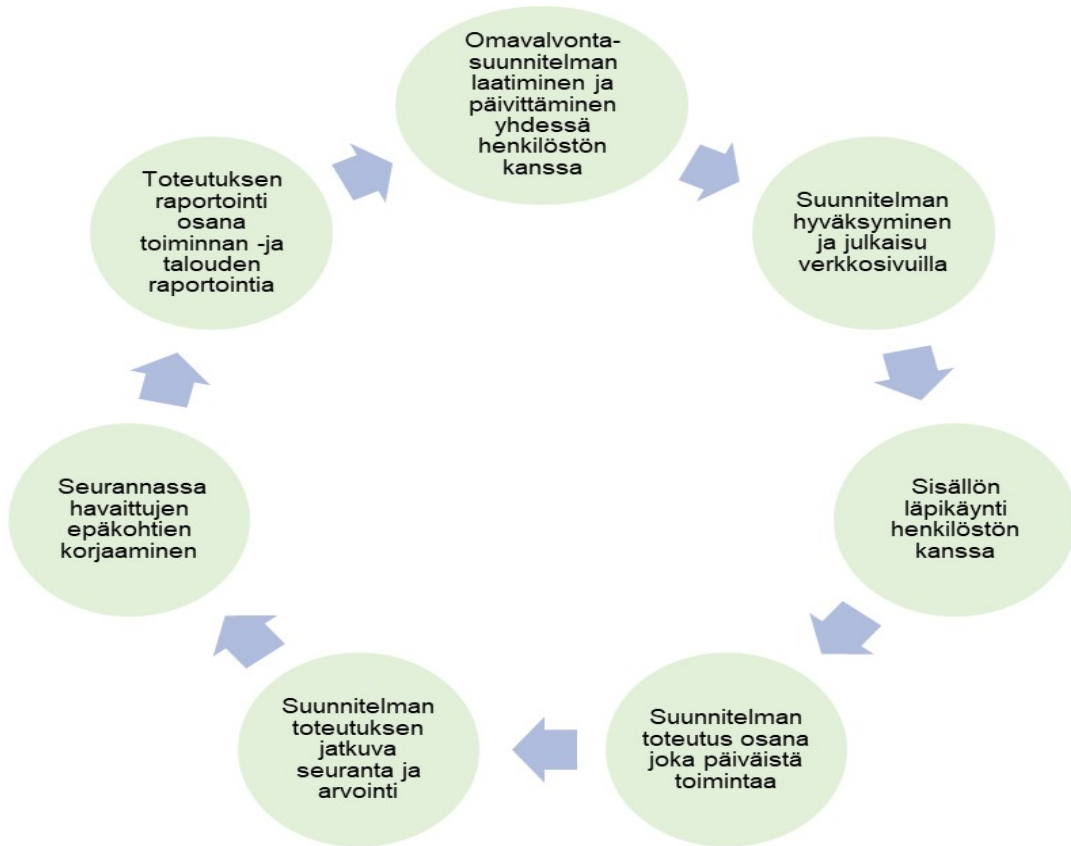 Omavalvonta-
suunnitelman
laatiminen ja
päivittäminen
yhdessä
henkilöstön
kanssa
Suunnitelman
hyväksyminen
ja julkaisu
verkkosivuilla
Sisällön
läpikäynti
henkilöstön
kanssa
Suunnitelman
toteutus osana
joka päiväistä
toimintaa
Suunnitelman
toteutuksen
jatkuva
seuranta ja
arvointi
Seurannassa
havaittujen
epäkohtien
korjaaminen
Toteutuksen
raportointi
osana
toiminnan -ja
talouden
raportointia